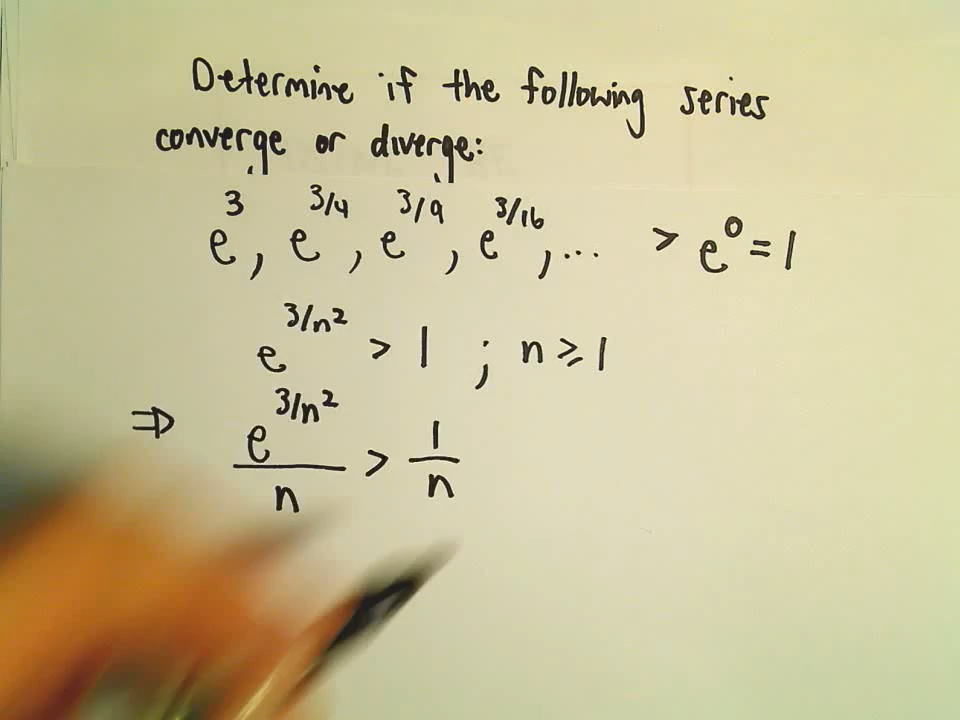 Determine if the following series
converge or diverge:
e^3, e^{3/4}, e^{3/9}, e^{3/16}, ... > e^0 = 1
e^{3/n^2} > 1 ; n ≥ 1
⇒ e^{3/n^2}/n > 1/n